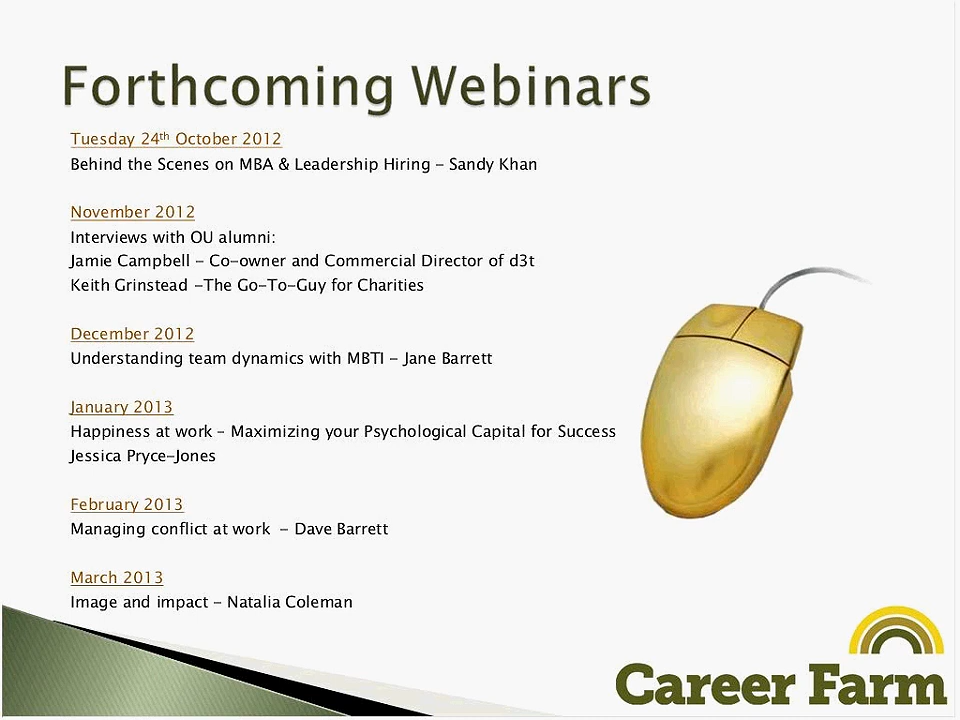 Forthcoming Webinars
Tuesday 24th October 2012
Behind the Scenes on MBA & Leadership Hiring – Sandy Khan
November 2012
Interviews with OU alumni:
Jamie Campbell – Co-owner and Commercial Director of d3t
Keith Grinstead –The Go-To-Guy for Charities
December 2012
Understanding team dynamics with MBTI – Jane Barrett
January 2013
Happiness at work – Maximizing your Psychological Capital for Success
Jessica Pryce-Jones
February 2013
Managing conflict at work – Dave Barrett
March 2013
Image and impact – Natalia Coleman
Career Farm